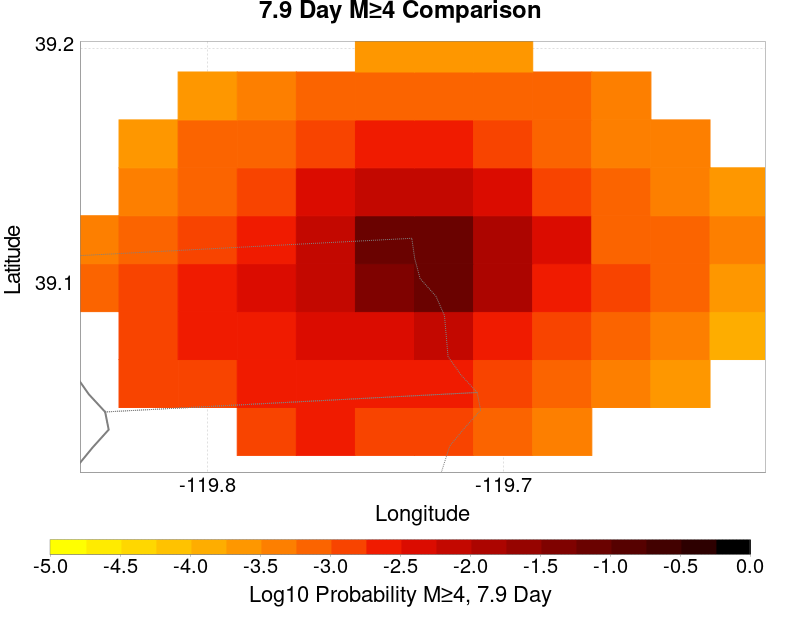 7.9 Day M≥4 Comparison
39.2
39.1
Latitude
-119.8 -119.7
Longitude
-5.0 -4.5 -4.0 -3.5 -3.0 -2.5 -2.0 -1.5 -1.0 -0.5 0.0
Log10 Probability M≥4, 7.9 Day